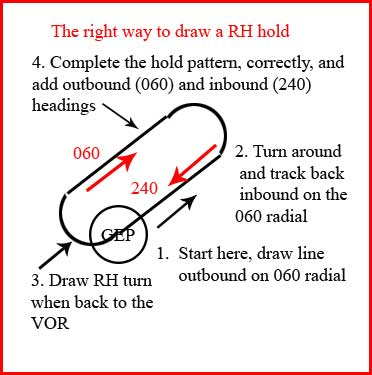 The right way to draw a RH hold
4. Complete the hold pattern, correctly, and
add outbound (060) and inbound (240)
headings
060
240
2. Turn around
and track back
inbound on the
060 radial
GEP
1. Start here, draw line
outbound on 060 radial
3. Draw RH turn
when back to the
VOR